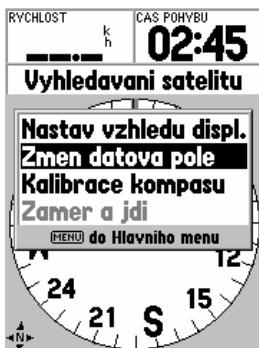 RYCHLOST
CAS POHYBU
__._ k h
02:45
Vyhledavani satelitu
Nastav vzhledu displ.
Zmen datova pole
Kalibrace kompasu
Zamer a jdi
MENU do Hlavniho menu
W
12
24
15
21
S
N